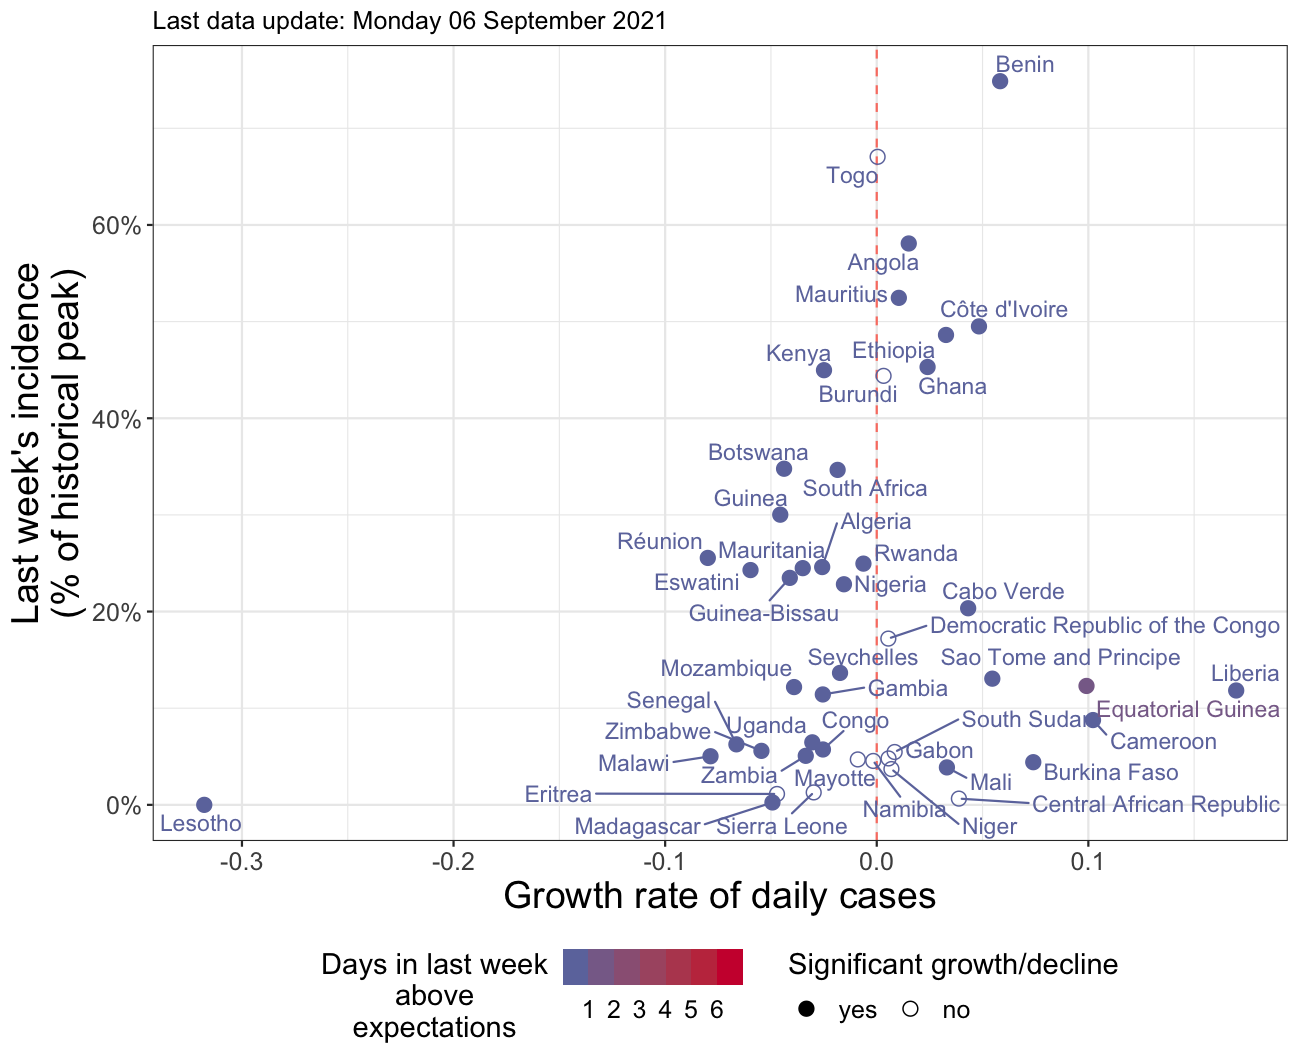 Last data update: Monday 06 September 2021
Last week's incidence
(% of historical peak)
60%
40%
20%
0%
Benin
Togo
Angola
Mauritius
Côte d'Ivoire
Kenya
Ethiopia
Burundi
Ghana
Botswana
South Africa
Guinea
Algeria
Réunion
Mauritania
Rwanda
Eswatini
Nigeria
Guinea-Bissau
Cabo Verde
Democratic Republic of the Congo
Seychelles
Sao Tome and Principe
Mozambique
Gambia
Liberia
Senegal
Equatorial Guinea
Zimbabwe
Uganda
Congo
South Sudan
Cameroon
Malawi
Gabon
Zambia
Mayotte
Mali
Burkina Faso
Eritrea
Namibia
Central African Republic
Lesotho
Madagascar
Sierra Leone
Niger
-0.3
-0.2
-0.1
0.0
0.1
Growth rate of daily cases
Days in last week
above
expectations
1 2 3 4 5 6
Significant growth/decline
yes
no